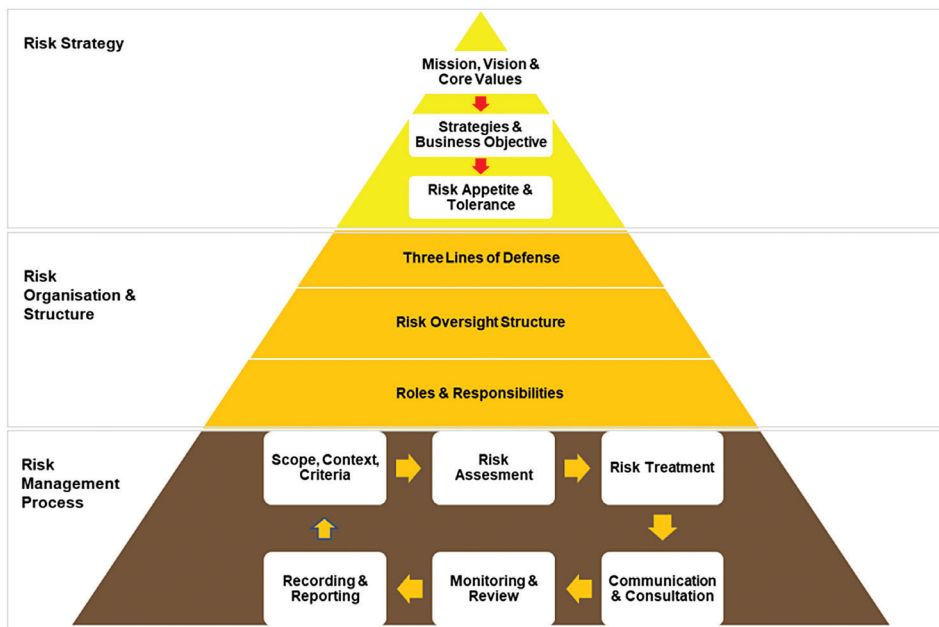 Risk Strategy
Mission, Vision &
Core Values
Strategies &
Business Objective
Risk Appetite &
Tolerance
Risk
Organisation &
Structure
Three Lines of Defense
Risk Oversight Structure
Roles & Responsibilities
Risk
Management
Process
Scope, Context,
Criteria
Risk
Assesment
Risk Treatment
Recording &
Reporting
Monitoring &
Review
Communication
& Consultation